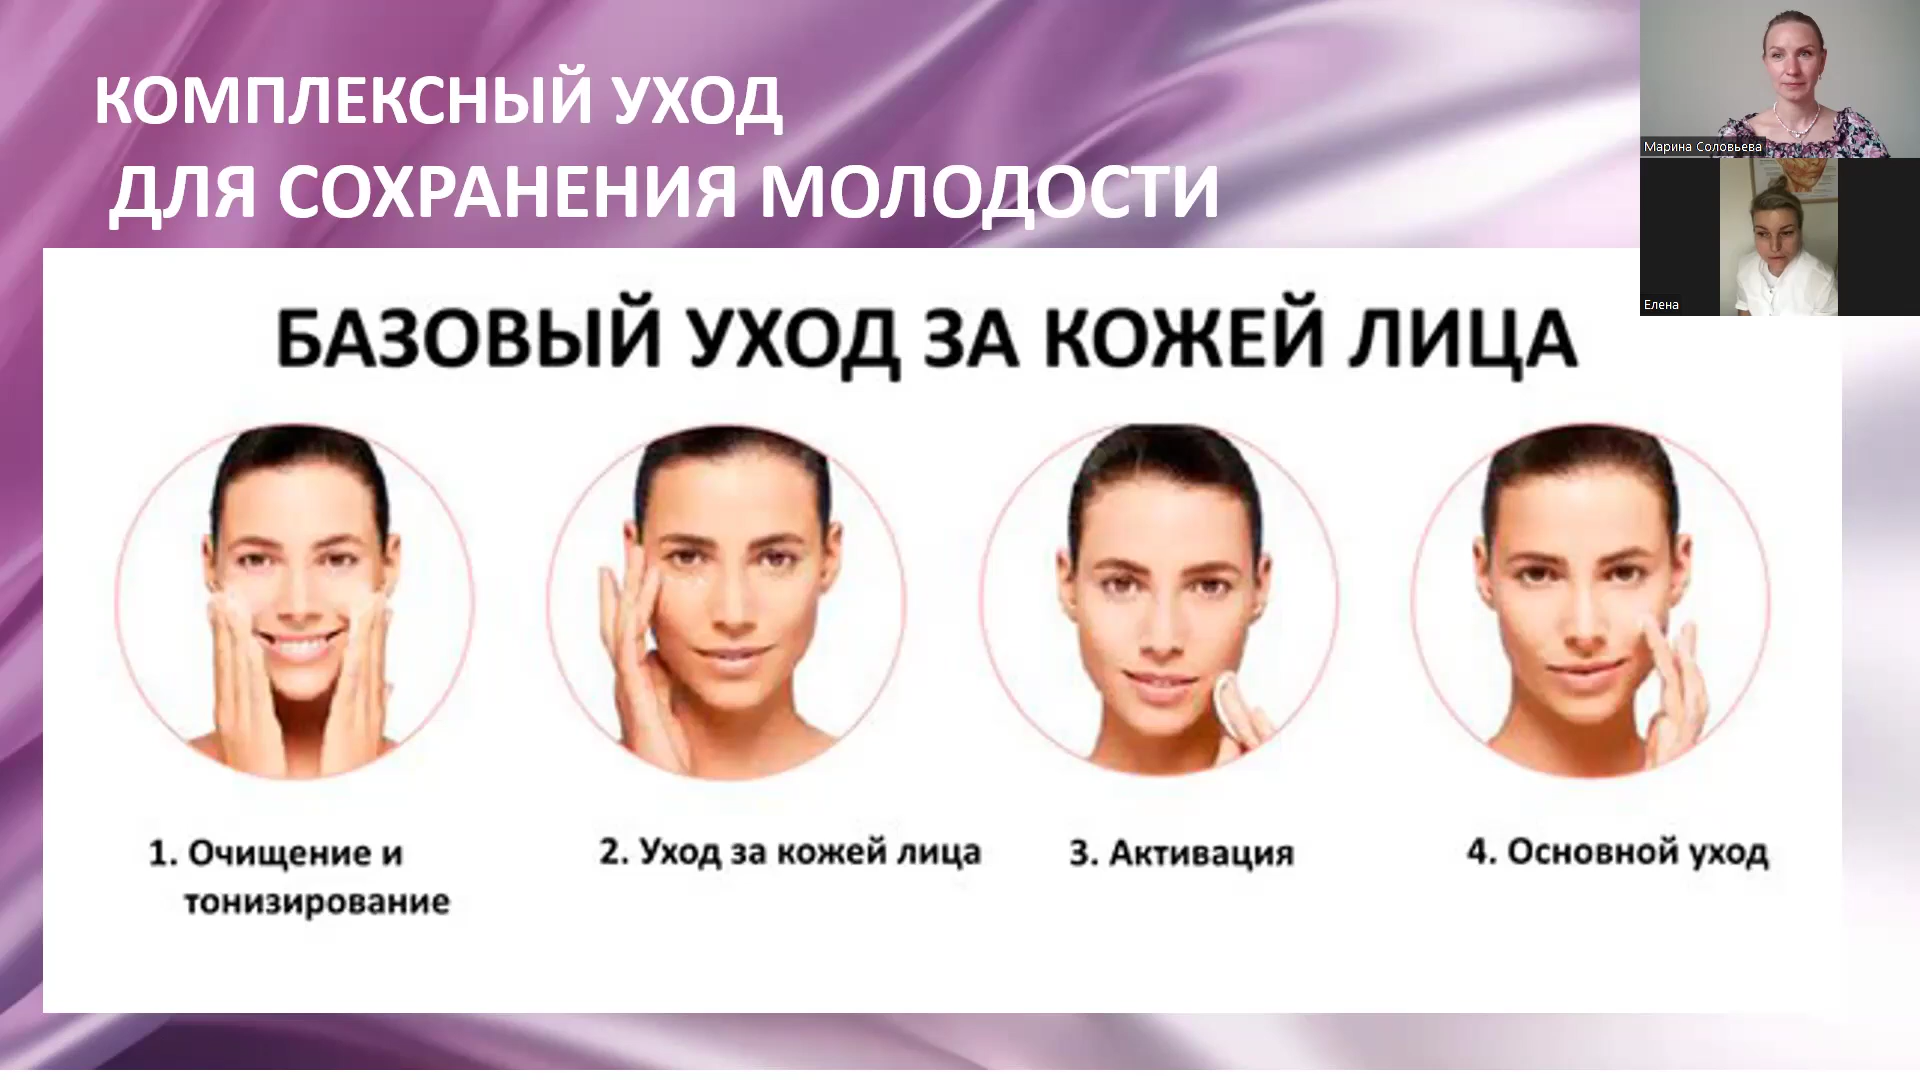 КОМПЛЕКСНЫЙ УХОД
ДЛЯ СОХРАНЕНИЯ МОЛОДОСТИ
Марина Соловьева
Елена
БАЗОВЫЙ УХОД ЗА КОЖЕЙ ЛИЦА
1. Очищение и
тонизирование
2. Уход за кожей лица
3. Активация
4. Основной уход